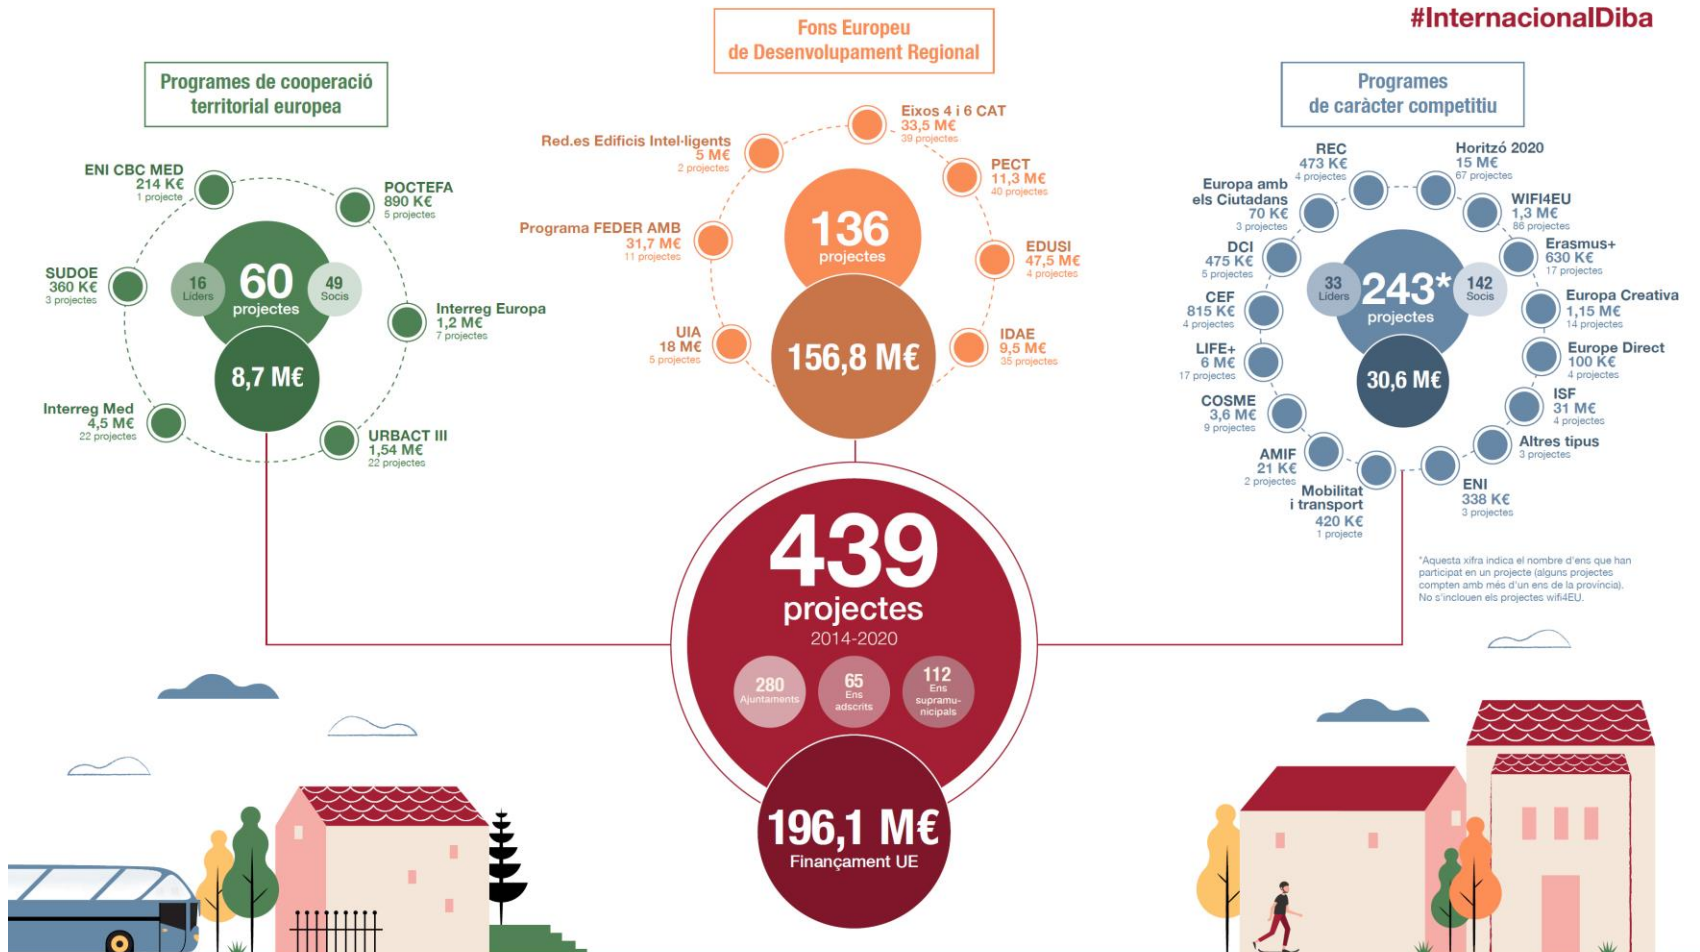 #InternacionalDiba
Programes de cooperació
territorial europea
ENI CBC MED
214 K€
1 projecte
POCTEFA
890 K€
5 projectes
SUDOE
360 K€
3 projectes
16
Líders
60
projectes
49
Socis
Interreg Europa
1,2 M€
7 projectes
8,7 M€
Interreg Med
4,5 M€
22 projectes
URBACT III
1,54 M€
22 projectes
Fons Europeu
de Desenvolupament Regional
Eixos 4 i 6 CAT
33,5 M€
39 projectes
Red.es Edificis Intel·ligents
5 M€
2 projectes
PECT
11,3 M€
40 projectes
Programa FEDER AMB
31,7 M€
11 projectes
136
projectes
EDUSI
47,5 M€
4 projectes
UIA
18 M€
5 projectes
156,8 M€
IDAE
9,5 M€
35 projectes
Programes
de caràcter competitiu
REC
473 K€
4 projectes
Horitzó 2020
15 M€
67 projectes
Europa amb
els Ciutadans
70 K€
3 projectes
WIFI4EU
1,3 M€
86 projectes
DCI
475 K€
5 projectes
Erasmus+
630 K€
17 projectes
33
Líders
243*
projectes
142
Socis
CEF
815 K€
4 projectes
Europa Creativa
1,15 M€
14 projectes
LIFE+
6 M€
17 projectes
Europe Direct
100 K€
4 projectes
30,6 M€
COSME
3,6 M€
9 projectes
ISF
31 M€
4 projectes
AMIF
21 K€
2 projectes
Altres tipus
3 projectes
Mobilitat
i transport
420 K€
1 projecte
ENI
338 K€
3 projectes
*Aquesta xifra indica el nombre d'ens que han
participat en un projecte (alguns projectes
compten amb més d'un ens de la província).
No s'inclouen els projectes wifi4EU.
439
projectes
2014-2020
280
Ajuntaments
65
Ens
adscrits
112
Ens
supramu-
nicipals
196,1 M€
Finançament UE